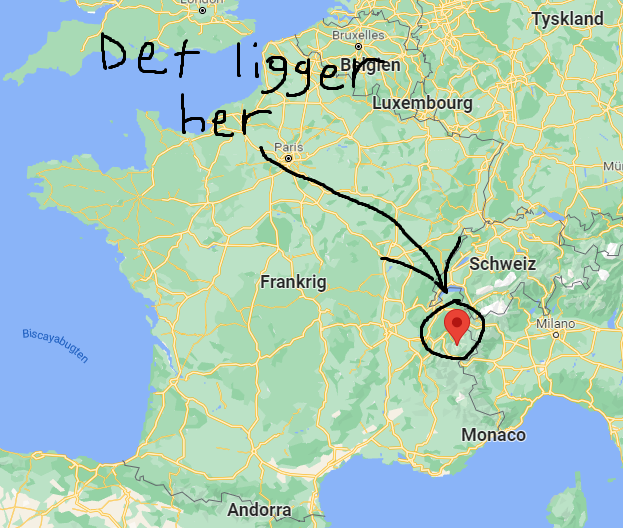 London
Tyskland
Det ligger
Bruxelles
Belgien
Luxembourg
her
Paris
Schweiz
Frankrig
Milano
Biscayabugten
Monaco
Andorra